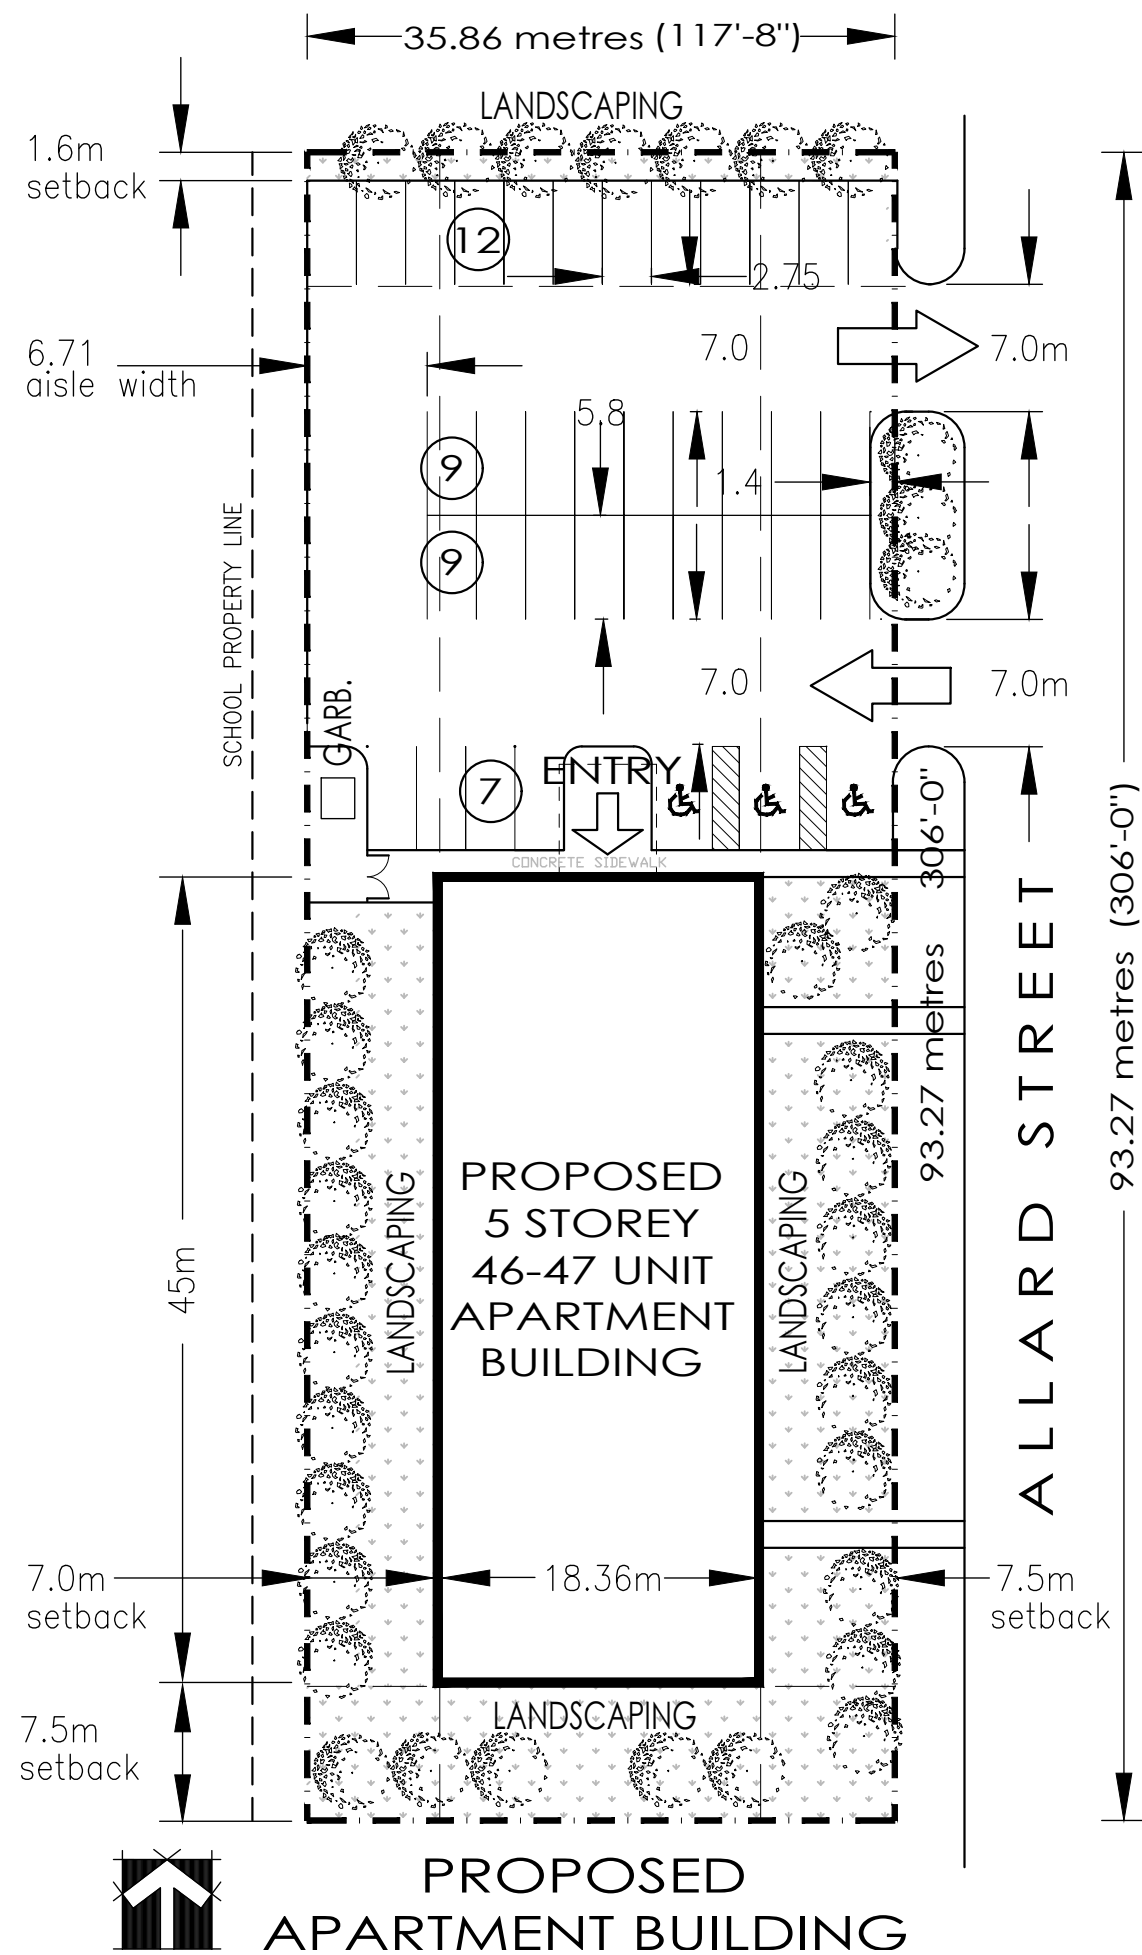 35.86 metres (117'-8")
LANDSCAPING
1.6m
setback
12
2.75
6.71
aisle width
7.0
7.0m
5.8
9
1.4
9
SCHOOL PROPERTY LINE
7.0
7.0m
GARB.
ENTRY
7
CONCRETE SIDEWALK
93.27 metres 306'-0"
ALLARD STREET
93.27 metres (306'-0")
45m
LANDSCAPING
PROPOSED
5 STOREY
46-47 UNIT
APARTMENT
BUILDING
LANDSCAPING
7.0m
setback
18.36m
7.5m
setback
7.5m
setback
LANDSCAPING
PROPOSED
APARTMENT BUILDING